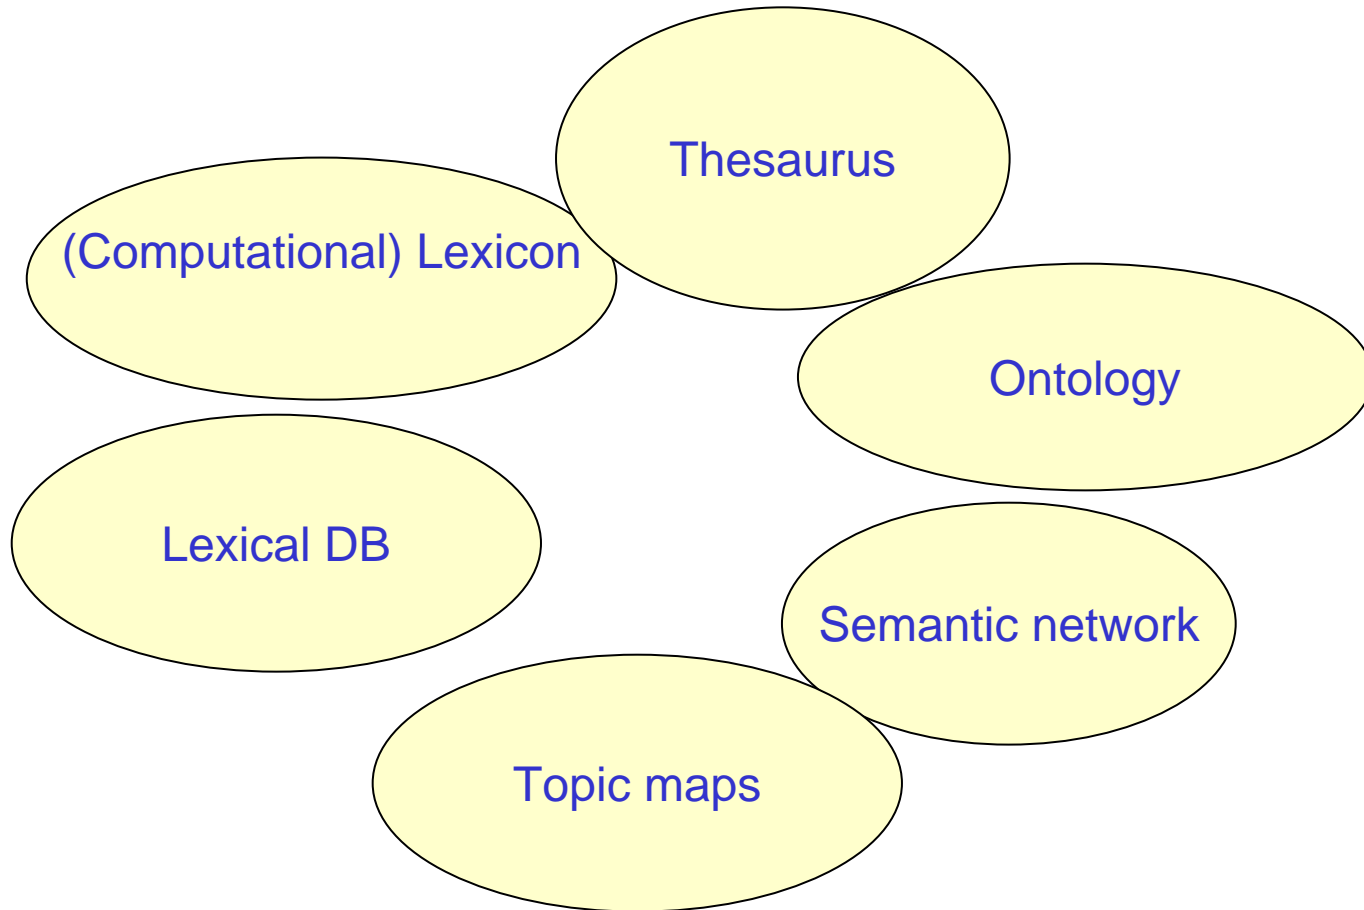 Thesaurus
(Computational) Lexicon
Ontology
Lexical DB
Semantic network
Topic maps